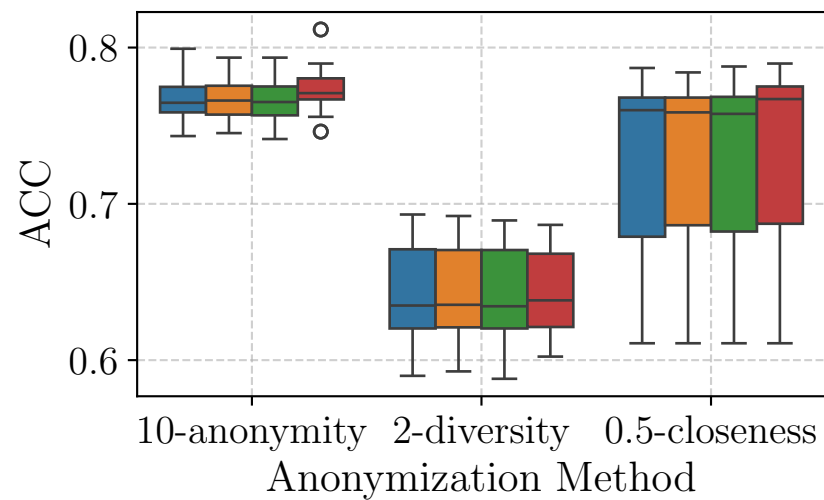 ACC
0.8
0.7
0.6
10-anonymity 2-diversity 0.5-closeness
Anonymization Method